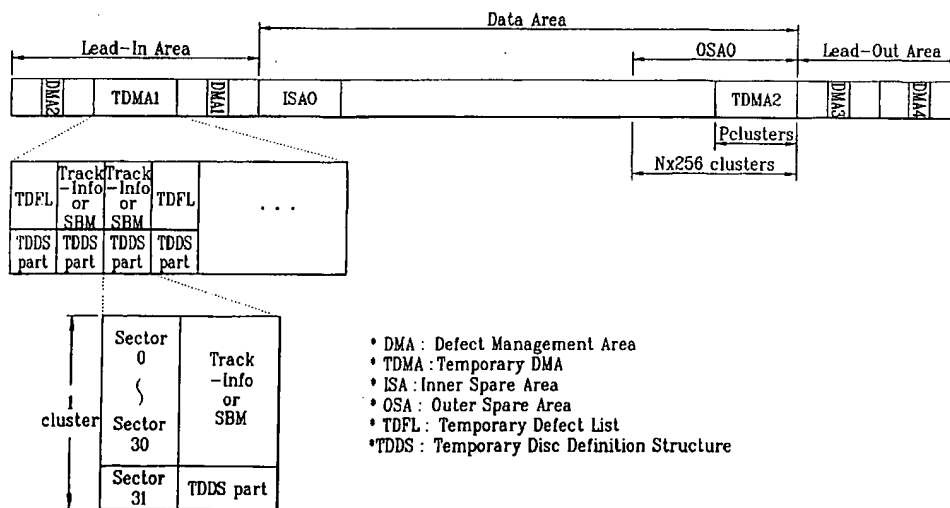 Data Area
Lead-In Area
OSA0
Lead-Out Area
DMA2
TDMA1
DMA1
ISA0
TDMA2
DMA3
DMA4
Pclusters
Nx256 clusters
TDFL
Track
-Info
or
SBM
Track
-Info
or
SBM
TDFL
. . .
TDDS
part
TDDS
part
TDDS
part
TDDS
part
1
cluster
Sector
0
Sector
30
Track
-Info
or
SBM
Sector
31
TDDS part
* DMA : Defect Management Area
* TDMA : Temporary DMA
* ISA : Inner Spare Area
* OSA : Outer Spare Area
* TDFL : Temporary Defect List
*TDDS : Temporary Disc Definition Structure